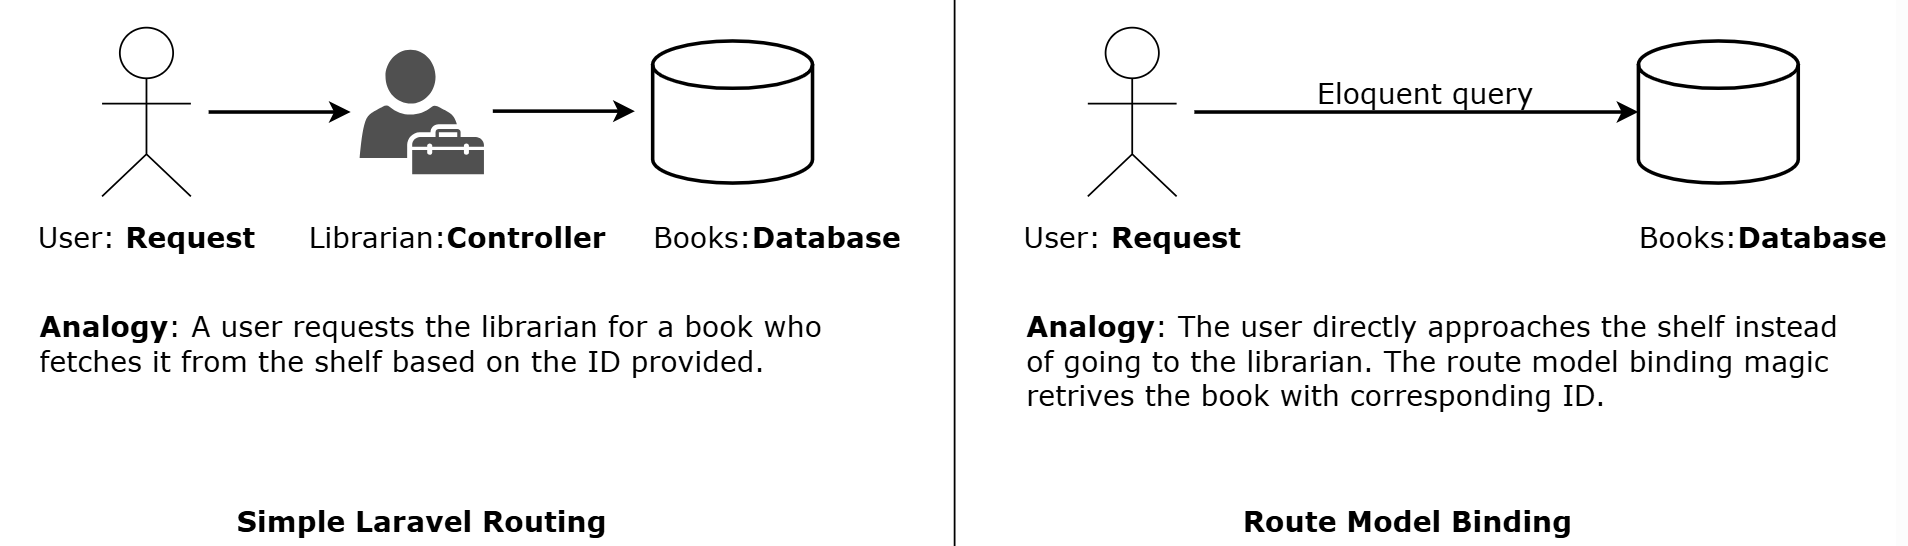 User: Request
Librarian:Controller
Books:Database
Analogy: A user requests the librarian for a book who
fetches it from the shelf based on the ID provided.
Simple Laravel Routing
Eloquent query
User: Request
Books:Database
Analogy: The user directly approaches the shelf instead
of going to the librarian. The route model binding magic
retrives the book with corresponding ID.
Route Model Binding